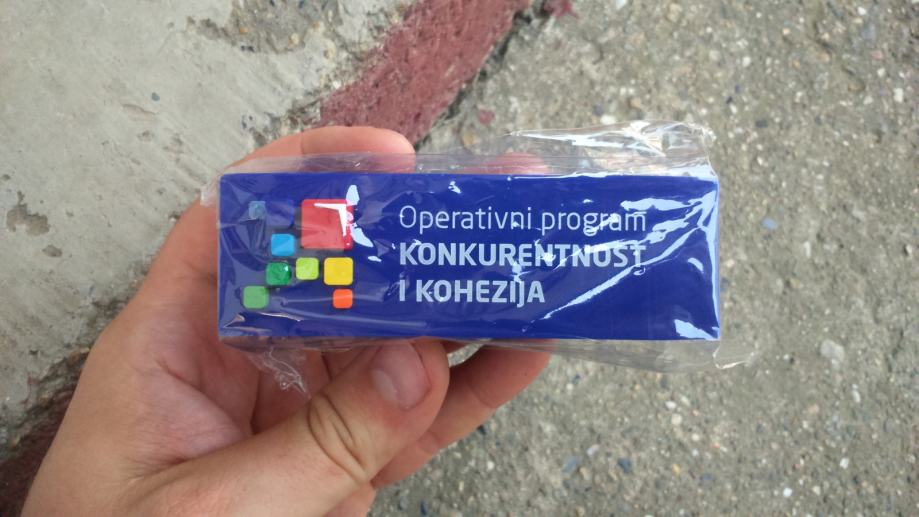 Operativni program
KONKURENTNOST
I KOHEZIJA